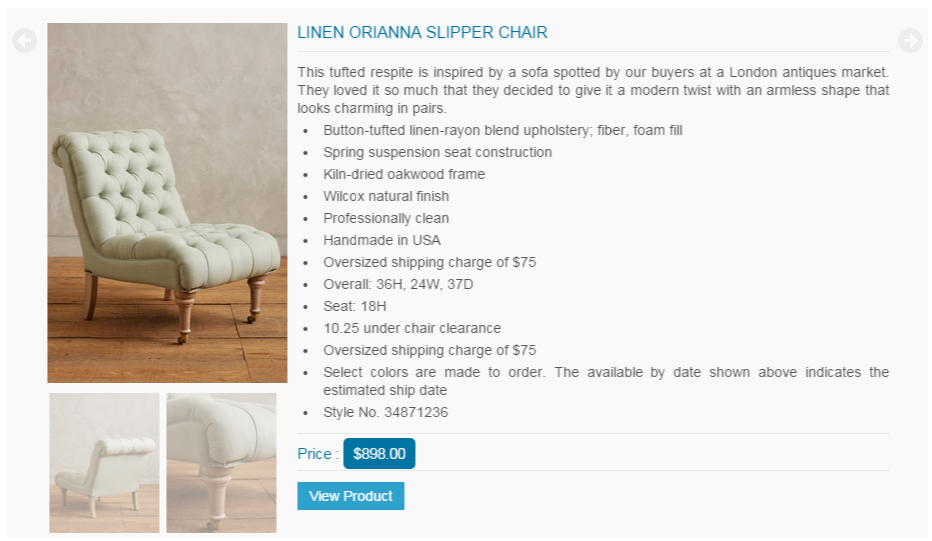 LINEN ORIANNA SLIPPER CHAIR
This tufted respite is inspired by a sofa spotted by our buyers at a London antiques market.
They loved it so much that they decided to give it a modern twist with an armless shape that
looks charming in pairs.
• Button-tufted linen-rayon blend upholstery; fiber, foam fill
• Spring suspension seat construction
• Kiln-dried oakwood frame
• Wilcox natural finish
• Professionally clean
• Handmade in USA
• Oversized shipping charge of $75
• Overall: 36H, 24W, 37D
• Seat: 18H
• 10.25 under chair clearance
• Oversized shipping charge of $75
• Select colors are made to order. The available by date shown above indicates the
estimated ship date
• Style No. 34871236
Price : $898.00
View Product